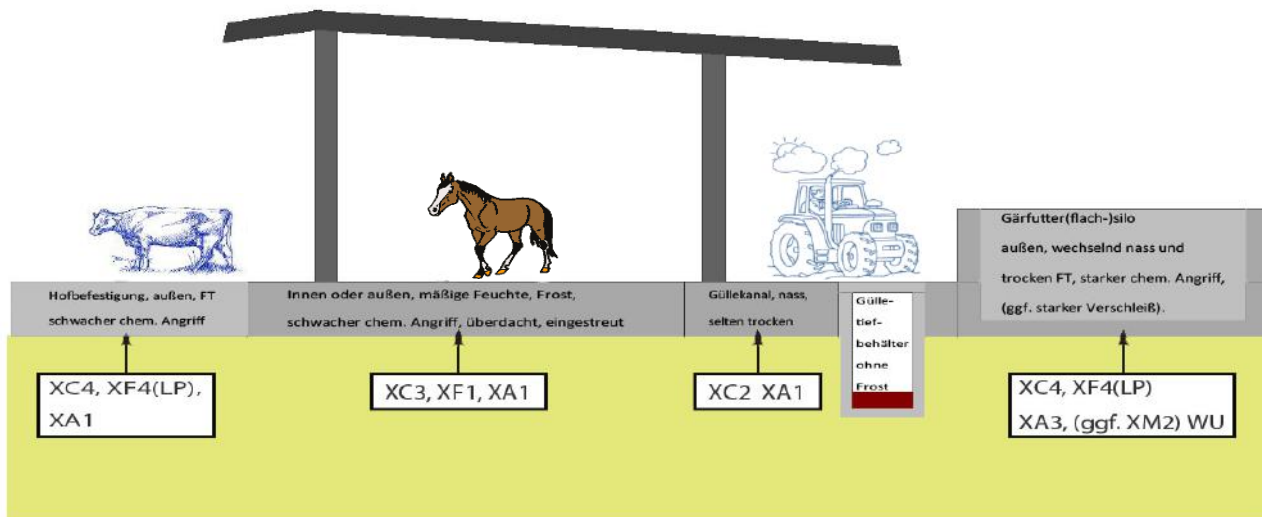 Hofbefestigung, außen, FT
schwacher chem. Angriff
Innen oder außen, mäßige Feuchte, Frost,
schwacher chem. Angriff, überdacht, eingestreut
Güllekanal, nass,
selten trocken
Gülle-
tief-
behälter
ohne
Frost
Gärfutter(flach-)silo
außen, wechselnd nass und
trocken FT, starker chem. Angriff,
(ggf. starker Verschleiß).
XC4, XF4(LP),
XA1
XC3, XF1, XA1
XC2 XA1
XC4, XF4(LP)
XA3, (ggf. XM2) WU